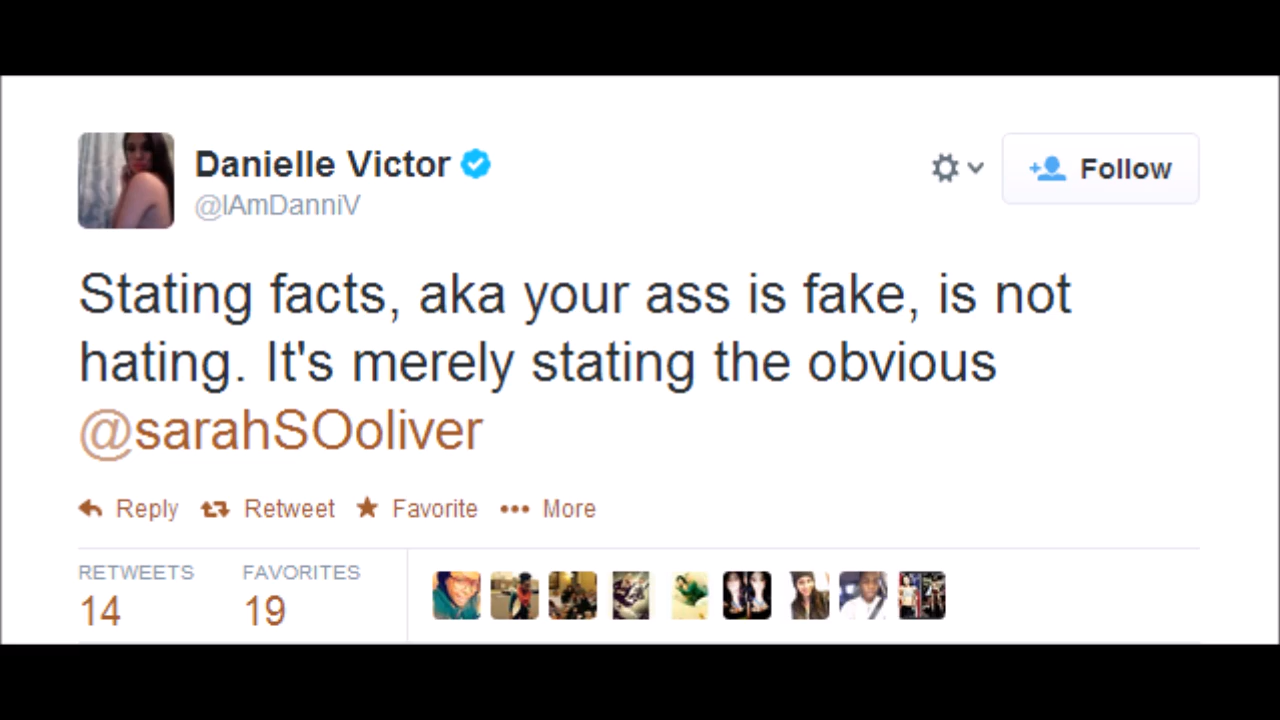 Danielle Victor
@IAmDanniV
Follow
Stating facts, aka your ass is fake, is not
hating. It's merely stating the obvious
@sarahSOoliver
Reply Retweet Favorite ••• More
RETWEETS FAVORITES
14 19